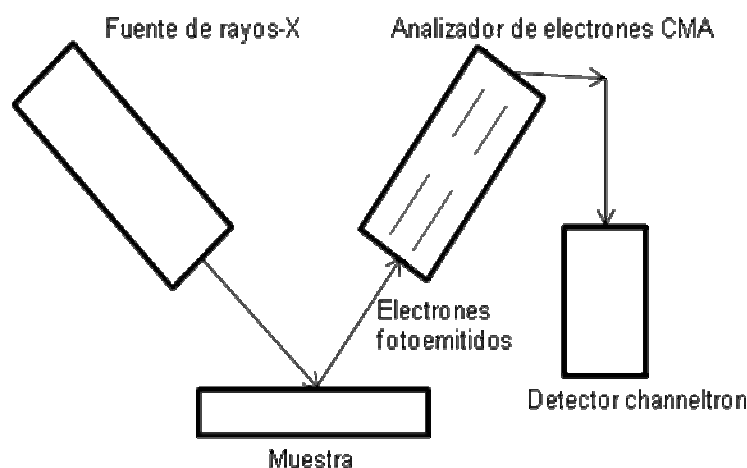 Fuente de rayos-X
Analizador de electrones CMA
Electrones
fotoemitidos
Detector channeltron
Muestra